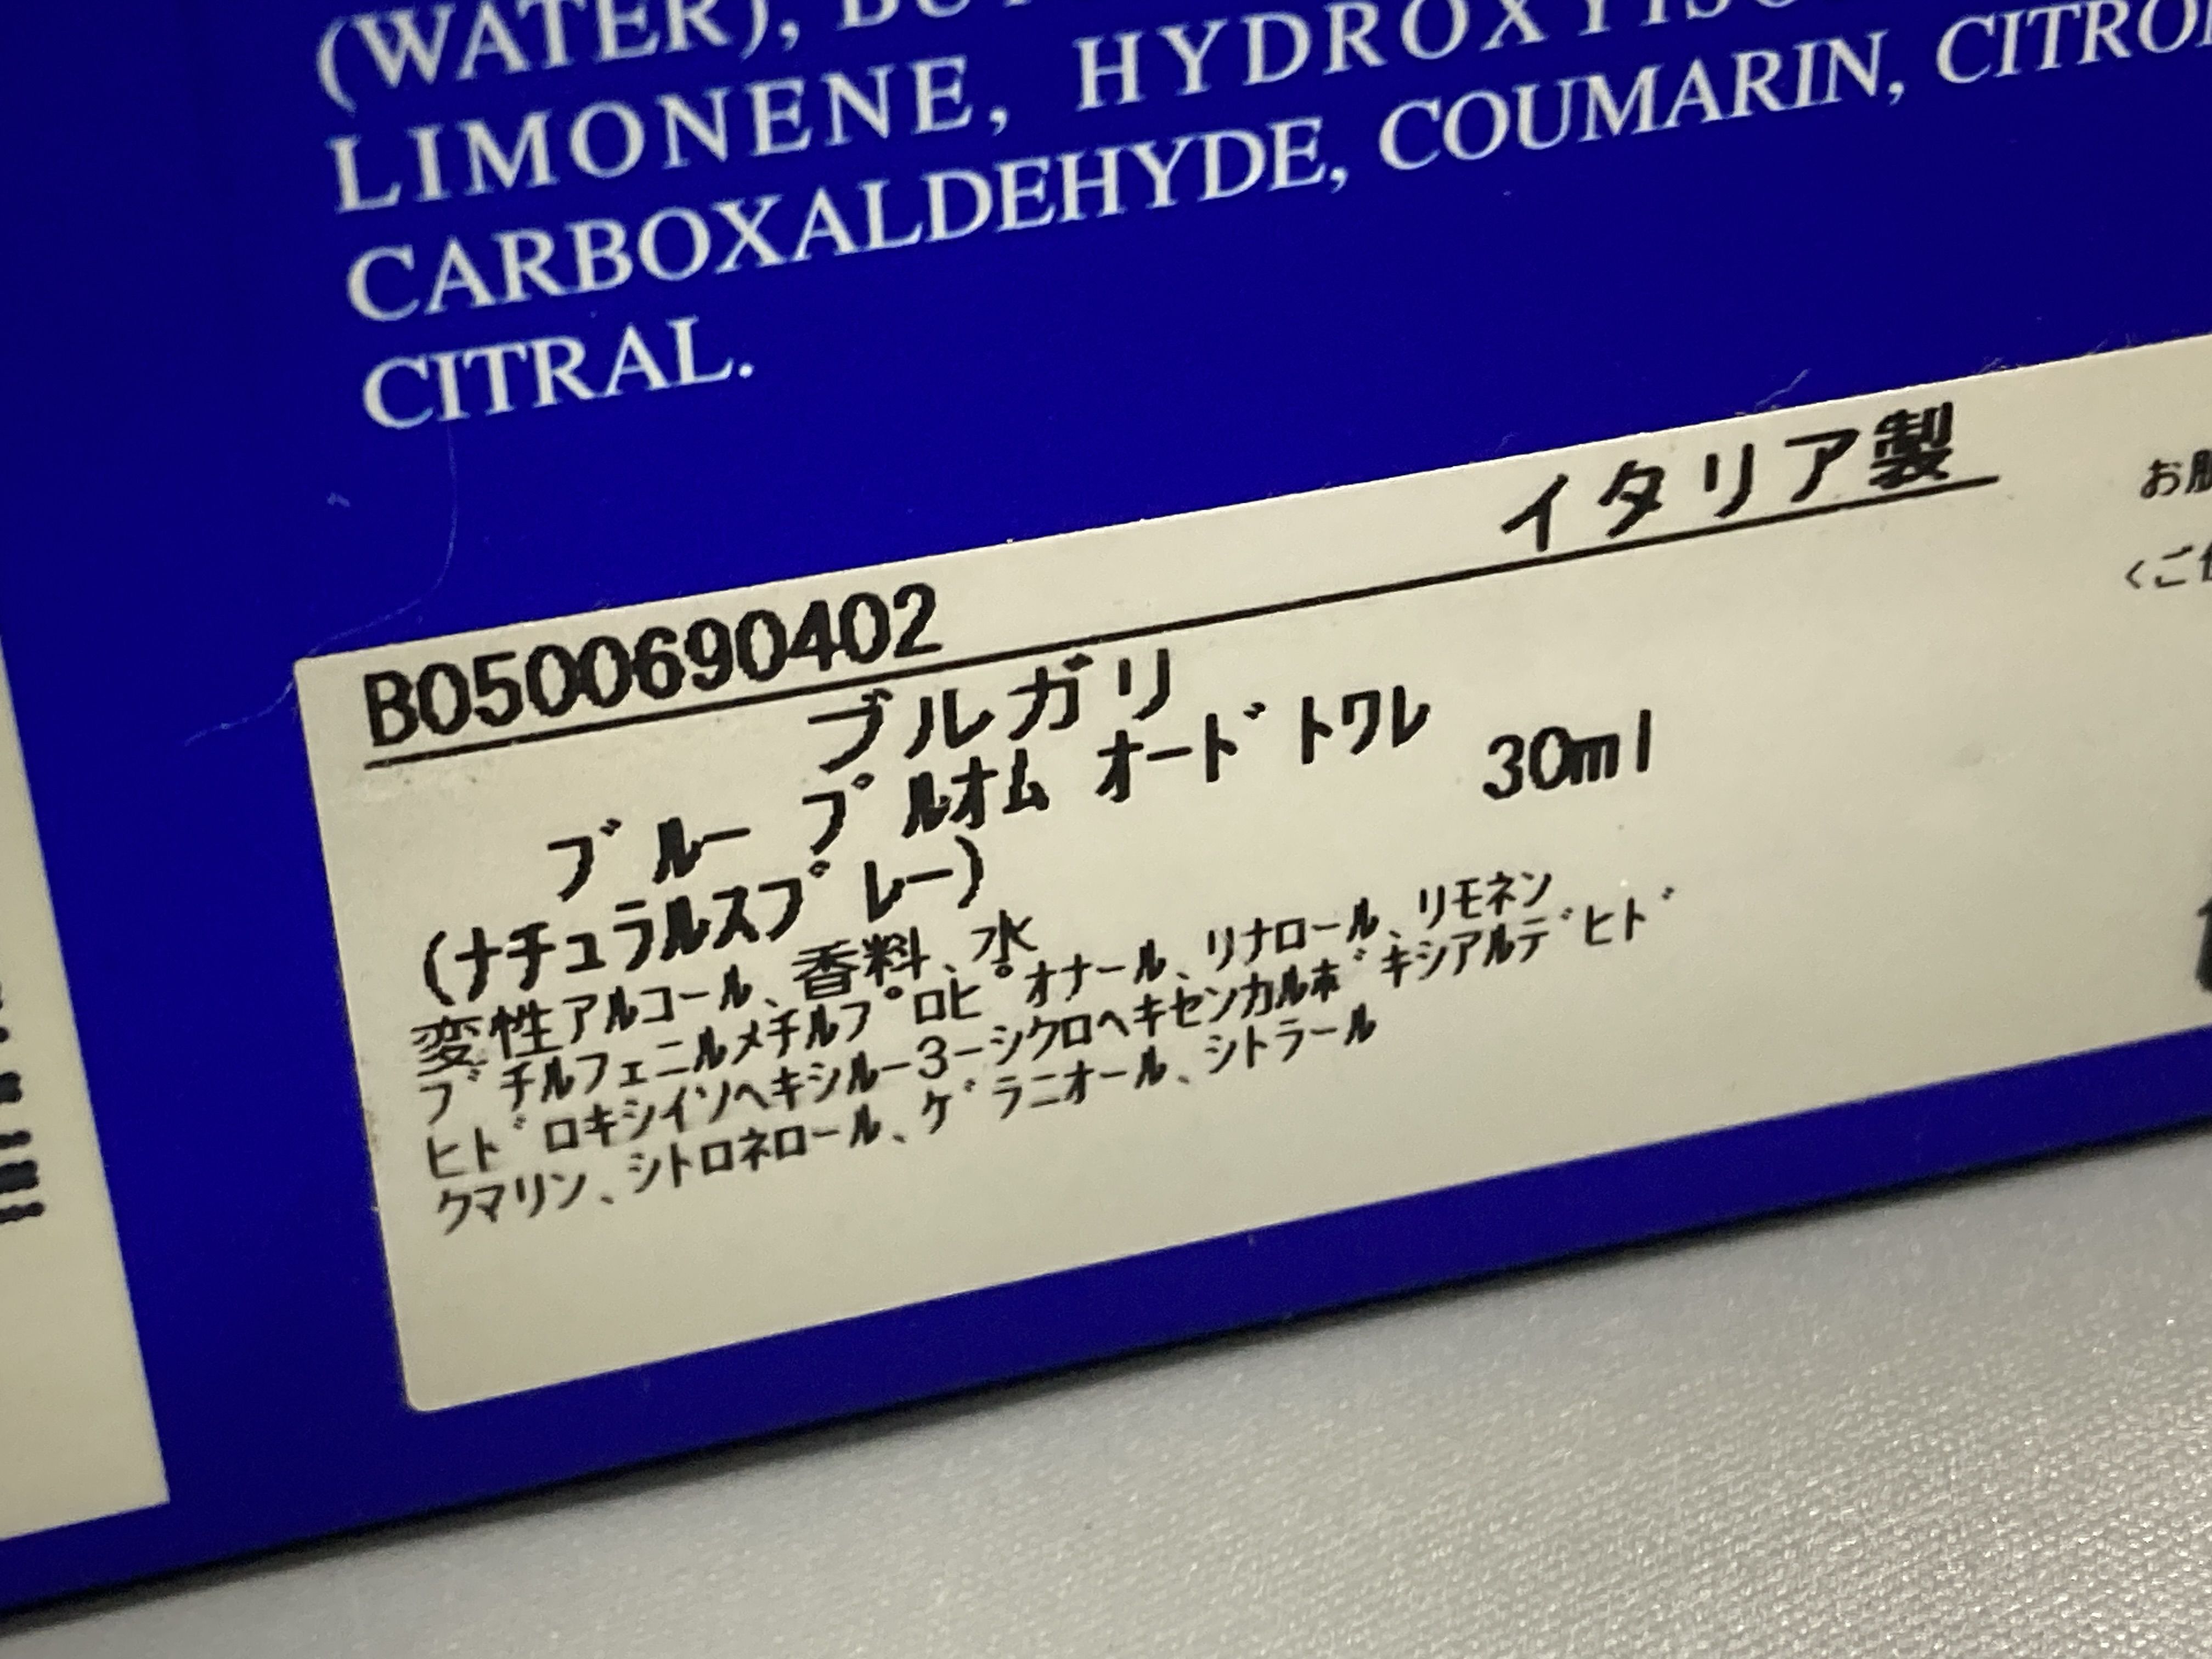 (WATER),
LIMONENE,
CARBOXALDEHYDE, COUMARIN,
CITRAL.
イタリア製
B0500690402
ブルガリ
ブルー プルオム オードトワレ
30ml
(ナチュラルスプレー)
変性アルコール、香料、水
ブチルフェニルメチルプロピオナール、リナロール、リモネン
ヒドロキシイソヘキシル-3-シクロヘキセンカルボキシアルデヒド
クマリン、シトロネロール、ゲラニオール、シトラール